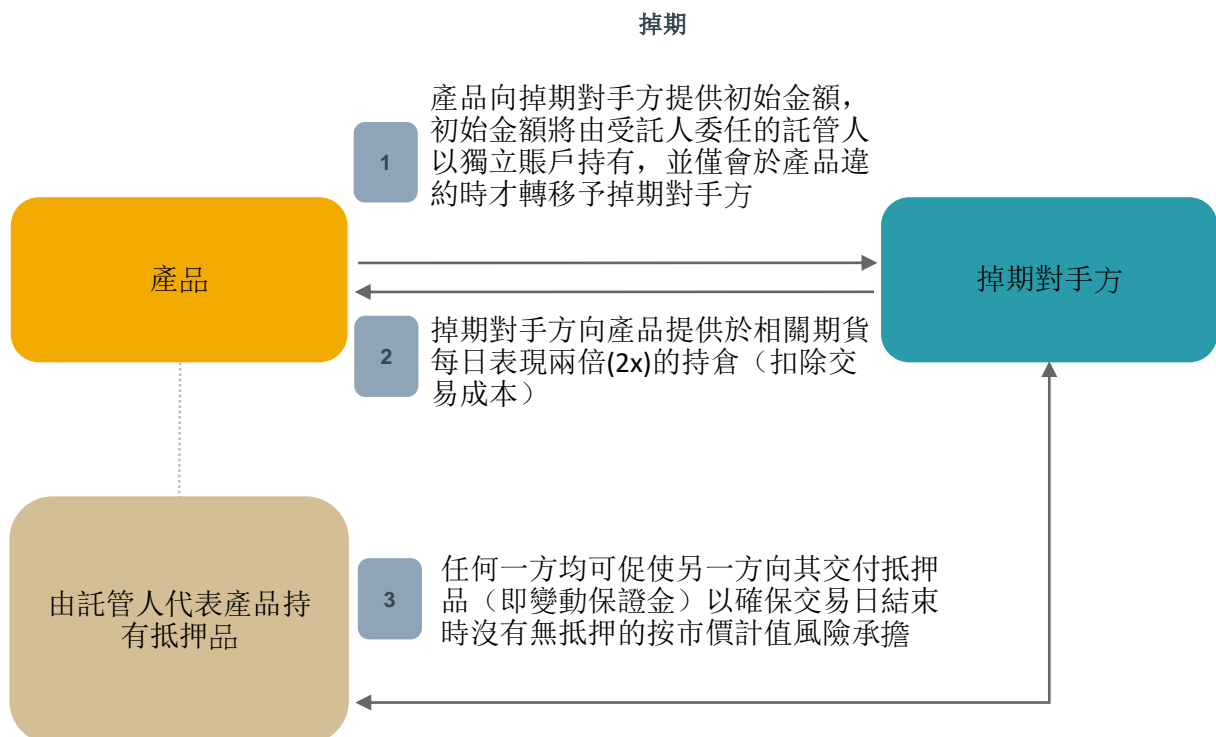 掉期
產品向掉期對手方提供初始金額，
初始金額將由受託人委任的託管人
以獨立賬戶持有，並僅會於產品違
約時才轉移予掉期對手方
1
產品
掉期對手方
2
掉期對手方向產品提供於相關期貨
每日表現兩倍(2x)的持倉（扣除交
易成本）
由託管人代表產品持
有抵押品
3
任何一方均可促使另一方向其交付抵押
品（即變動保證金）以確保交易日結束
時沒有無抵押的按市價計值風險承擔